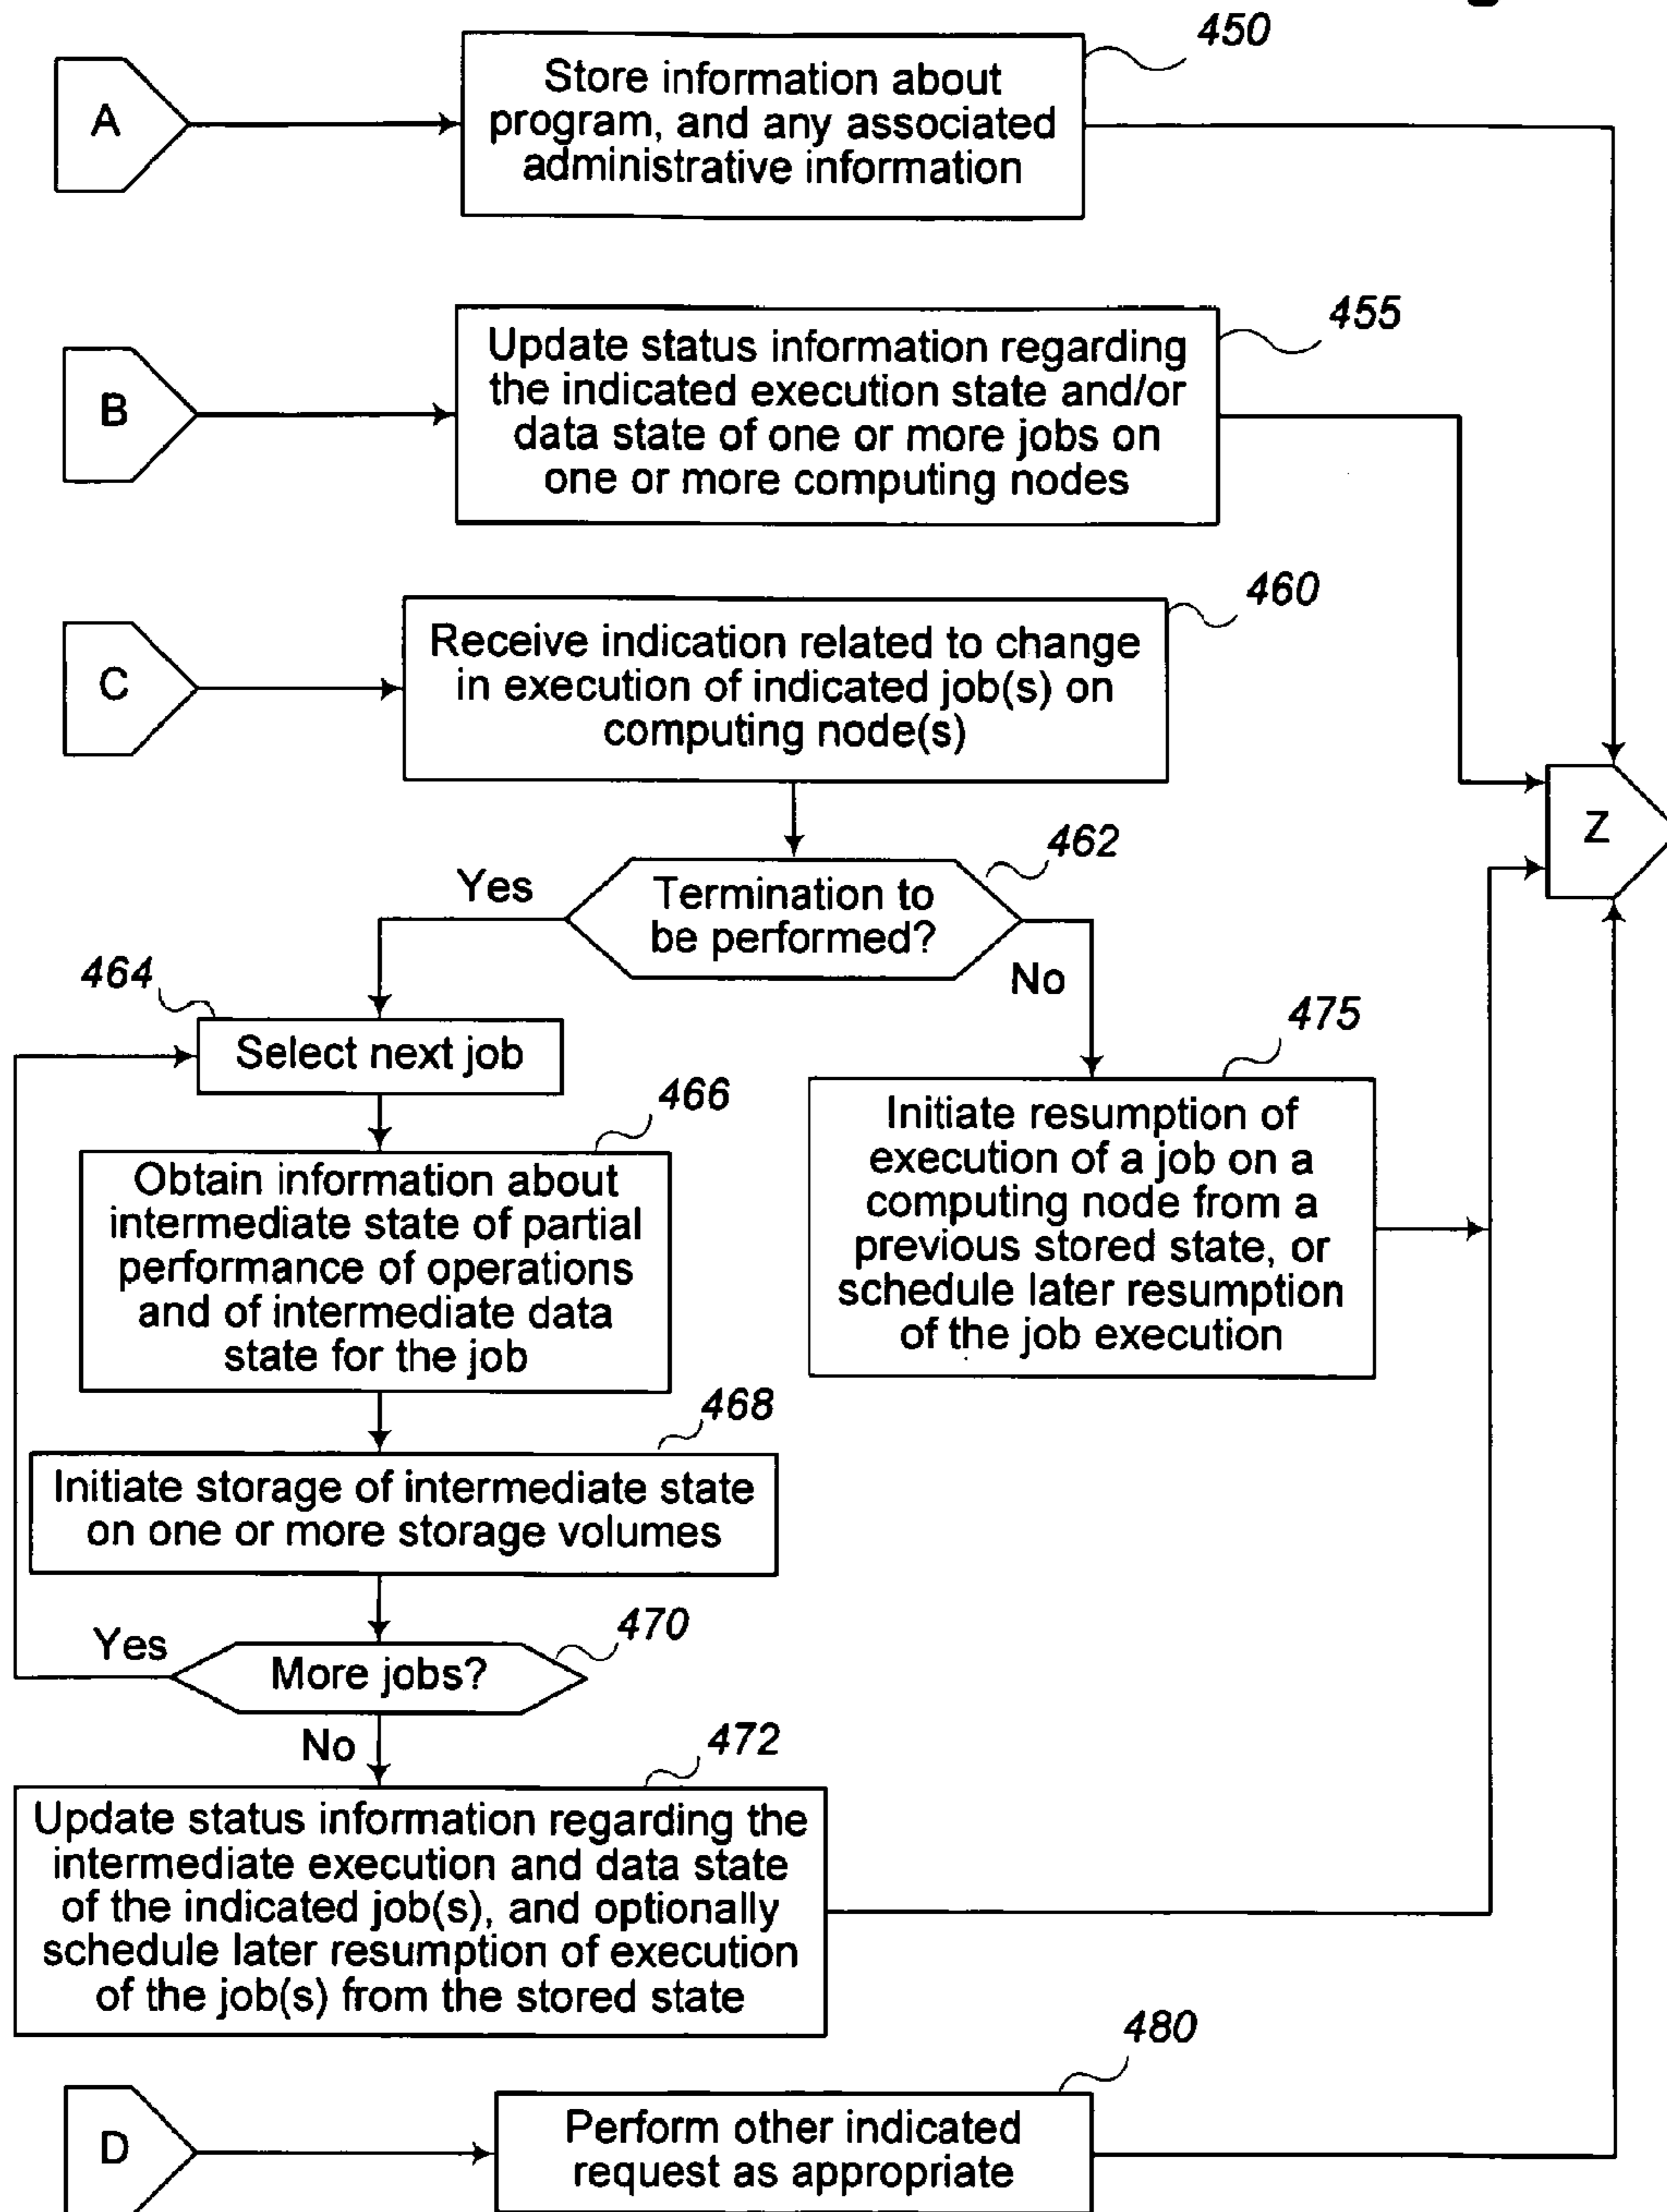 450
A
Store information about
program, and any associated
administrative information
455
B
Update status information regarding
the indicated execution state and/or
data state of one or more jobs on
one or more computing nodes
460
C
Receive indication related to change
in execution of indicated job(s) on
computing node(s)
Z
462
Yes
Termination to
be performed?
No
464
Select next job
475
466
Initiate resumption of
execution of a job on a
computing node from a
previous stored state, or
schedule later resumption
of the job execution
Obtain information about
intermediate state of partial
performance of operations
and of intermediate data
state for the job
468
Initiate storage of intermediate state
on one or more storage volumes
470
Yes
More jobs?
No
472
Update status information regarding the
intermediate execution and data state
of the indicated job(s), and optionally
schedule later resumption of execution
of the job(s) from the stored state
480
D
Perform other indicated
request as appropriate